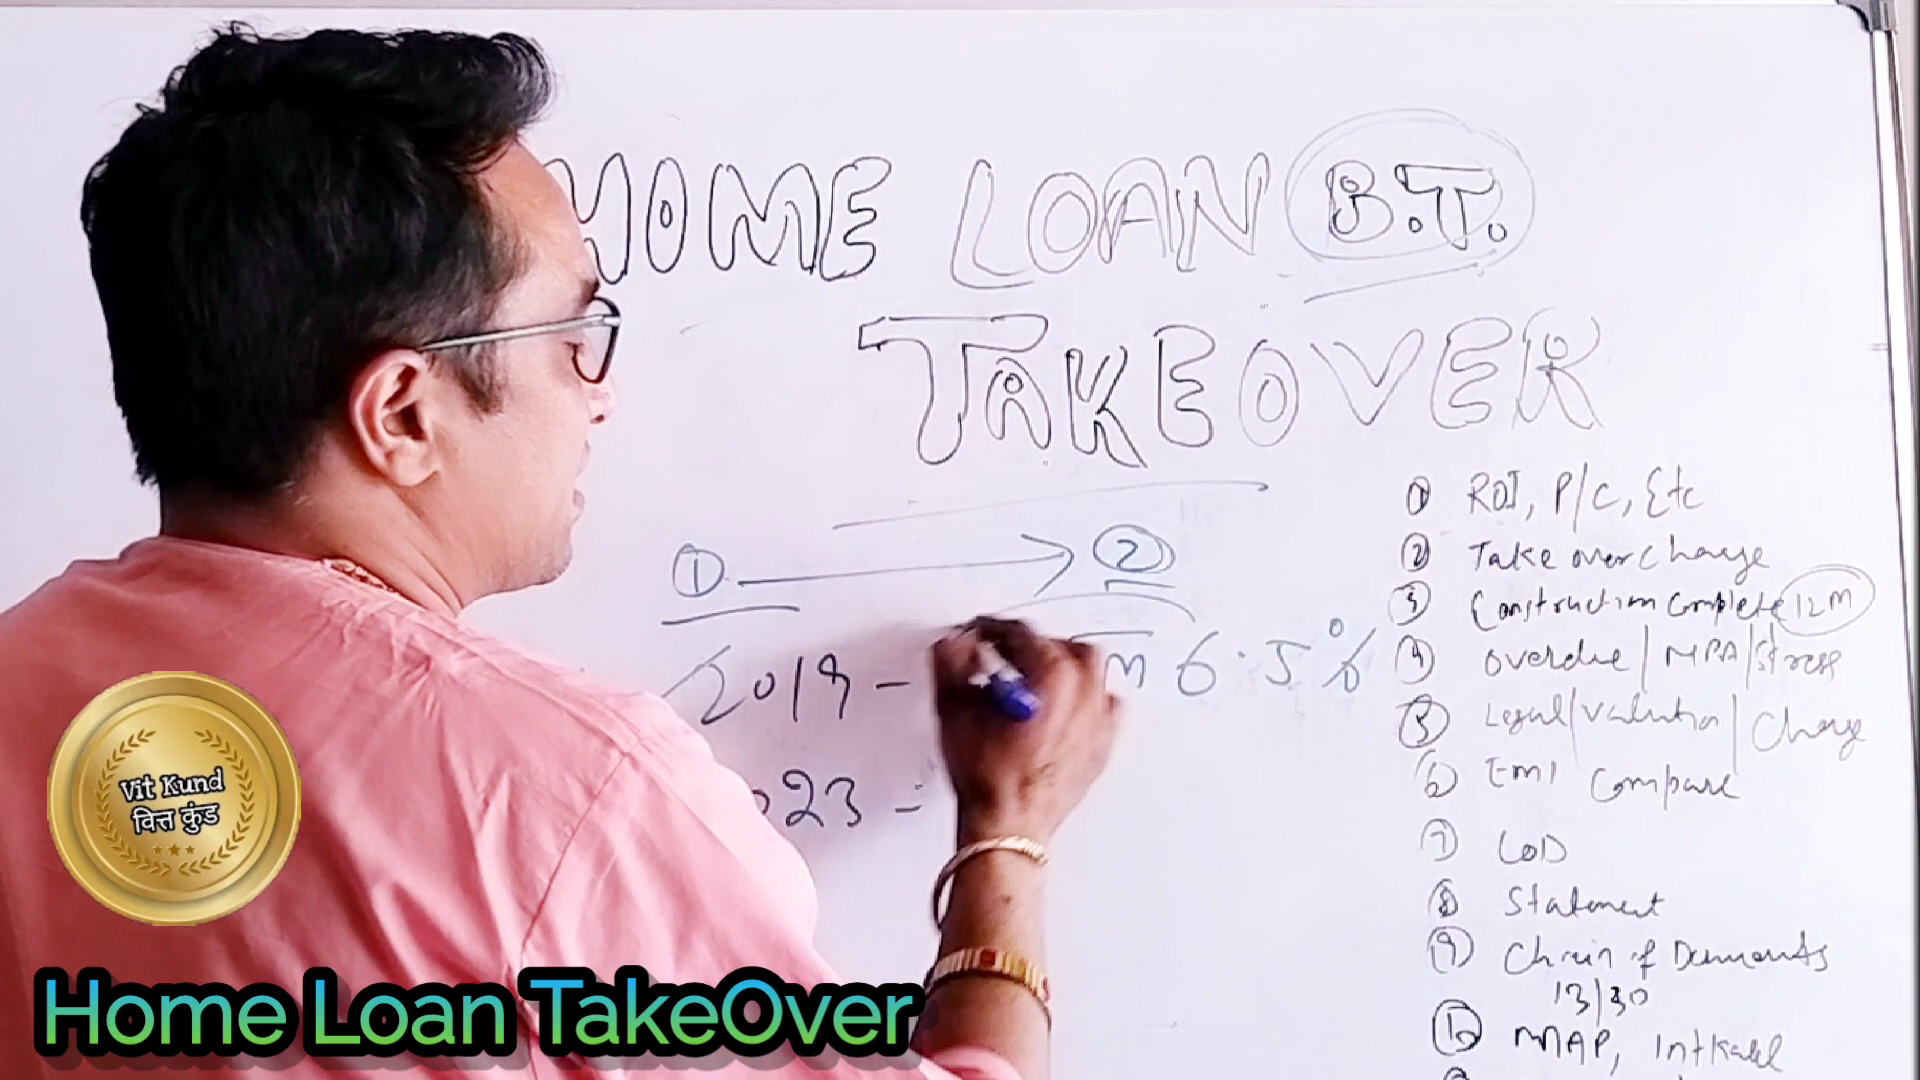 HOME LOAN B.T.
TAKEOVER
① → ②
2019 - 6.5%
023 =
① ROI, P/C, Etc
② Take over charge
③ Construction Complete 12M
④ Overdue/NPA/Stress
⑤ Legal/Valuation/Charge
⑥ EMI Compare
⑦ LOD
⑧ Statement
⑨ Chain of
13/30
⑩ MAP,
Vit Kund
वित्त कुंड
Home Loan TakeOver